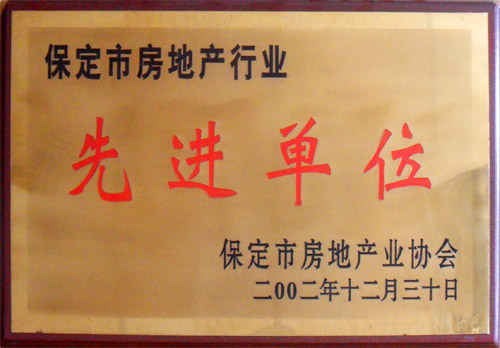 保定市房地产行业
先进单位
保定市房地产业协会
二00二年十二月三十日